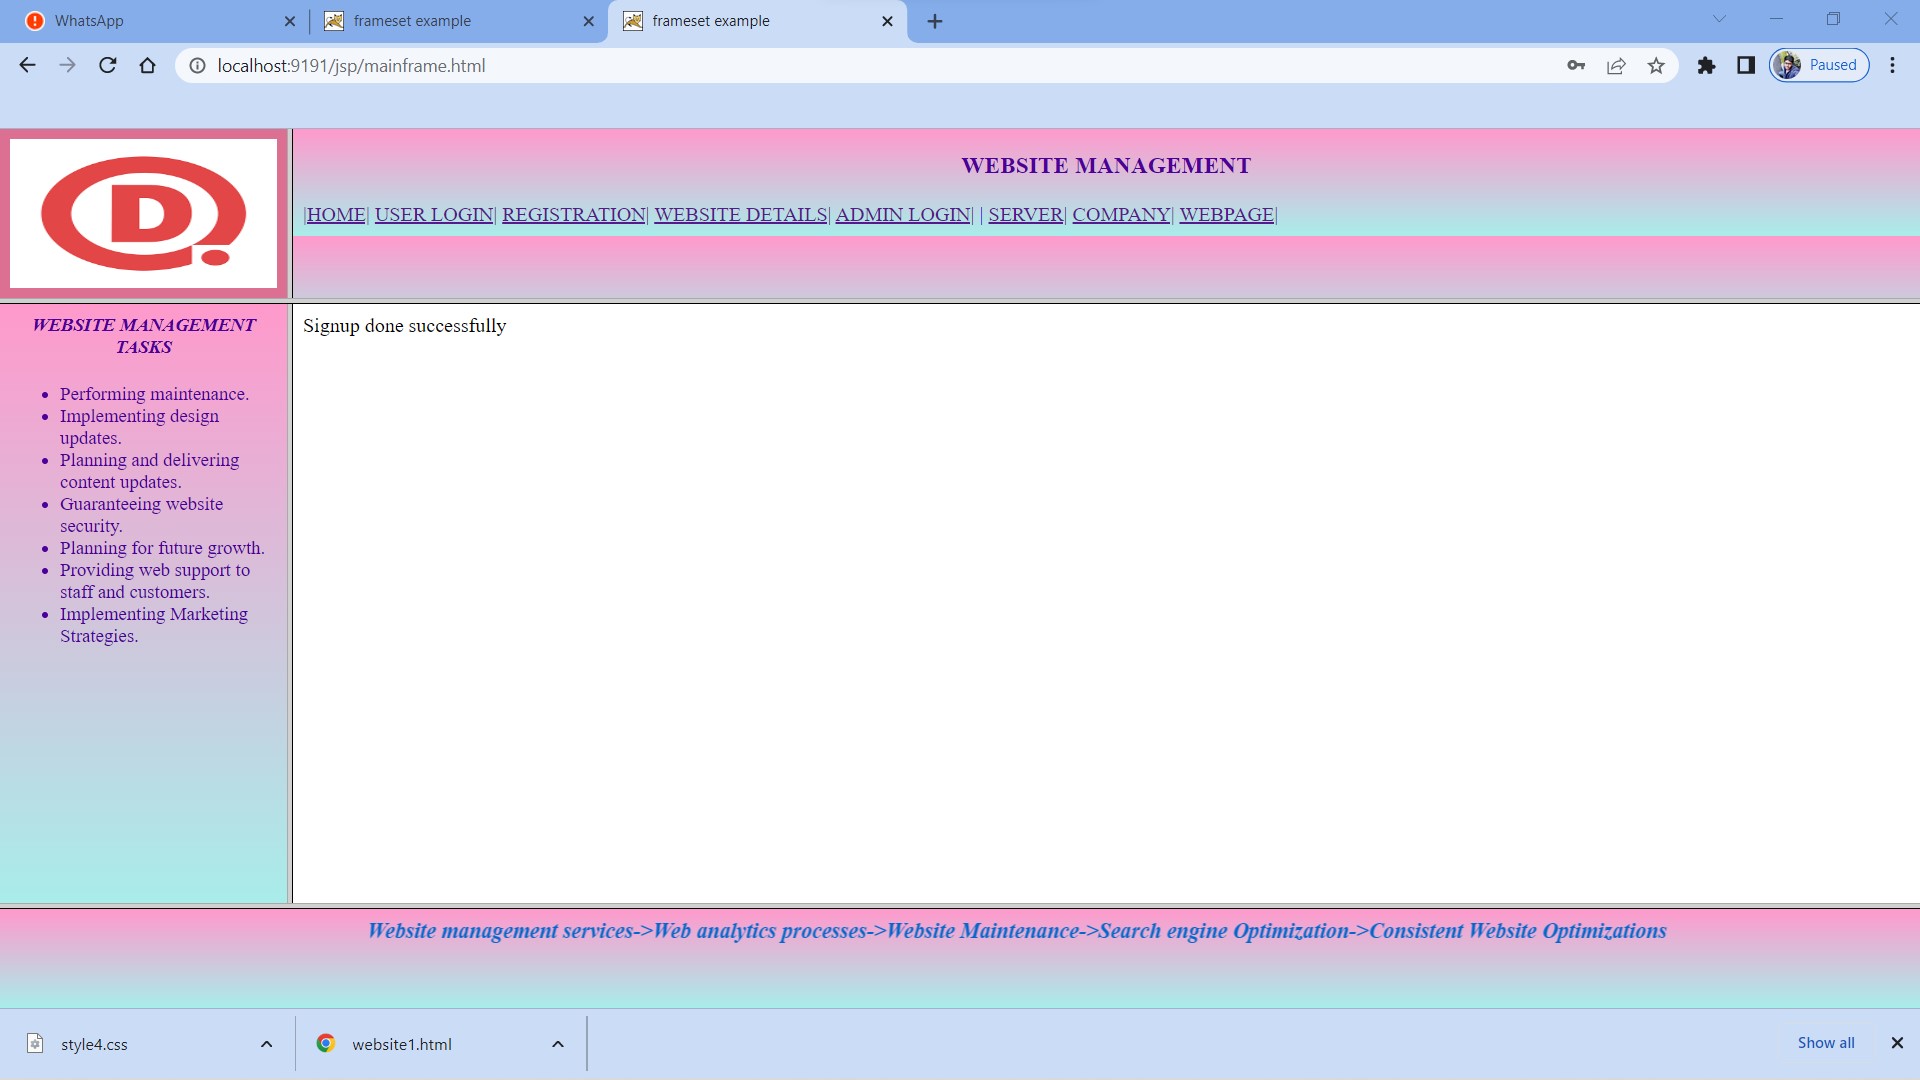 WhatsApp
frameset example
frameset example
localhost:9191/jsp/mainframe.html
Paused
D
WEBSITE MANAGEMENT
|HOME| USER LOGIN| REGISTRATION| WEBSITE DETAILS| ADMIN LOGIN| | SERVER| COMPANY| WEBPAGE|
WEBSITE MANAGEMENT
TASKS
• Performing maintenance.
• Implementing design
updates.
• Planning and delivering
content updates.
• Guaranteeing website
security.
• Planning for future growth.
• Providing web support to
staff and customers.
• Implementing Marketing
Strategies.
Signup done successfully
Website management services->Web analytics processes->Website Maintenance->Search engine Optimization->Consistent Website Optimizations
style4.css
website1.html
Show all